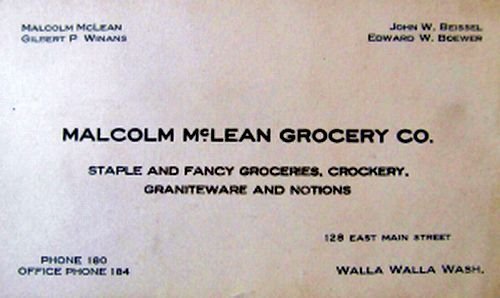 Malcolm McLean
Gilbert P. Winans
John W. Beissel
Edward W. Boewer
MALCOLM McLEAN GROCERY CO.
STAPLE AND FANCY GROCERIES, CROCKERY,
GRANITEWARE AND NOTIONS
128 EAST MAIN STREET
WALLA WALLA WASH.
PHONE 180
OFFICE PHONE 184